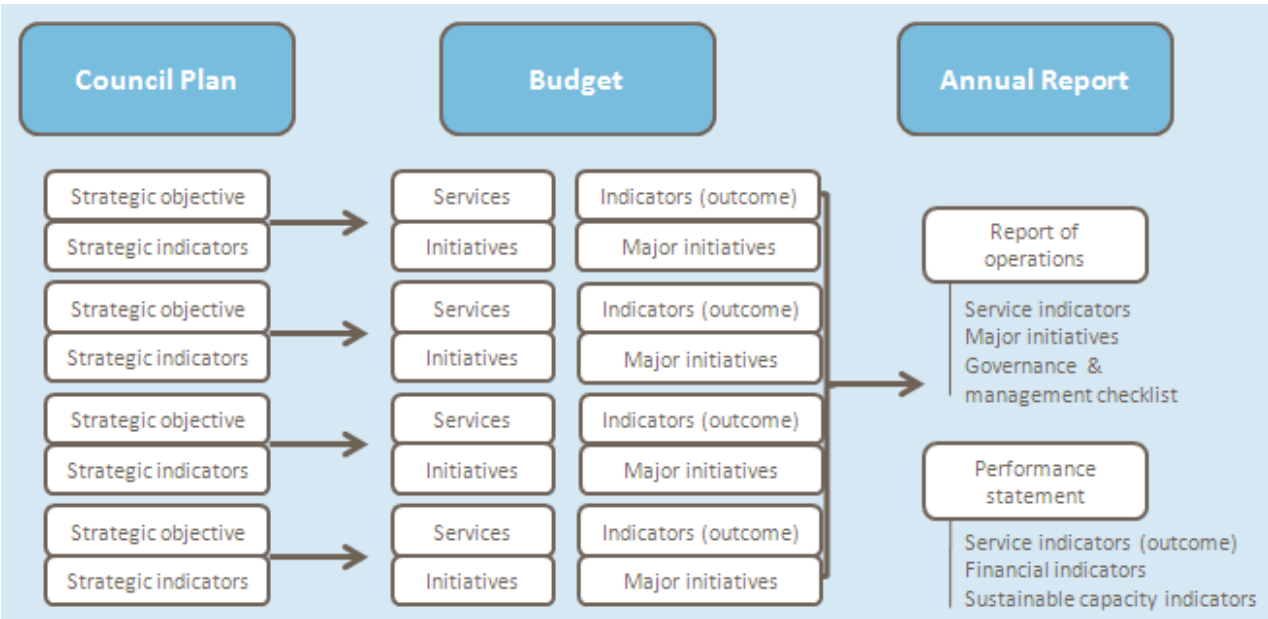 Council Plan
Budget
Annual Report
Strategic objective
Strategic indicators
Services
Initiatives
Indicators (outcome)
Major initiatives
Strategic objective
Strategic indicators
Services
Initiatives
Indicators (outcome)
Major initiatives
Strategic objective
Strategic indicators
Services
Initiatives
Indicators (outcome)
Major initiatives
Strategic objective
Strategic indicators
Services
Initiatives
Indicators (outcome)
Major initiatives
Report of
operations
Service indicators
Major initiatives
Governance &
management checklist
Performance
statement
Service indicators (outcome)
Financial indicators
Sustainable capacity indicators